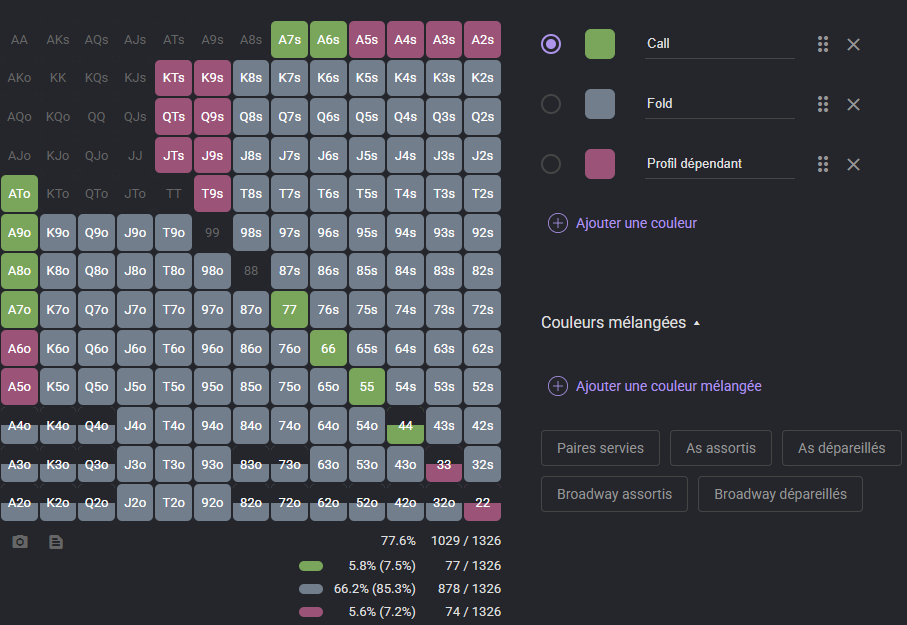 AA AKs AQs AJs ATs A9s A8s A7s A6s A5s A4s A3s A2s
AKo KK KQs KJs KTs K9s K8s K7s K6s K5s K4s K3s K2s
AQo KQo QQ QJs QTs Q9s Q8s Q7s Q6s Q5s Q4s Q3s Q2s
AJo KJo QJo JJ JTs J9s J8s J7s J6s J5s J4s J3s J2s
ATo KTo QTo JTo TT T9s T8s T7s T6s T5s T4s T3s T2s
A9o K9o Q9o J9o T9o 99 98s 97s 96s 95s 94s 93s 92s
A8o K8o Q8o J8o T8o 98o 88 87s 86s 85s 84s 83s 82s
A7o K7o Q7o J7o T7o 97o 87o 77 76s 75s 74s 73s 72s
A6o K6o Q6o J6o T6o 96o 86o 76o 66 65s 64s 63s 62s
A5o K5o Q5o J5o T5o 95o 85o 75o 65o 55 54s 53s 52s
A4o K4o Q4o J4o T4o 94o 84o 74o 64o 54o 44 43s 42s
A3o K3o Q3o J3o T3o 93o 83o 73o 63o 53o 43o 33 32s
A2o K2o Q2o J2o T2o 92o 82o 72o 62o 52o 42o 32o 22
77.6% 1029 / 1326
5.8% (7.5%) 77 / 1326
66.2% (85.3%) 878 / 1326
5.6% (7.2%) 74 / 1326
Call
Fold
Profil dépendant
Ajouter une couleur
Couleurs mélangées
Ajouter une couleur mélangée
Paires servies As assortis As dépareillés
Broadway assortis Broadway dépareillés